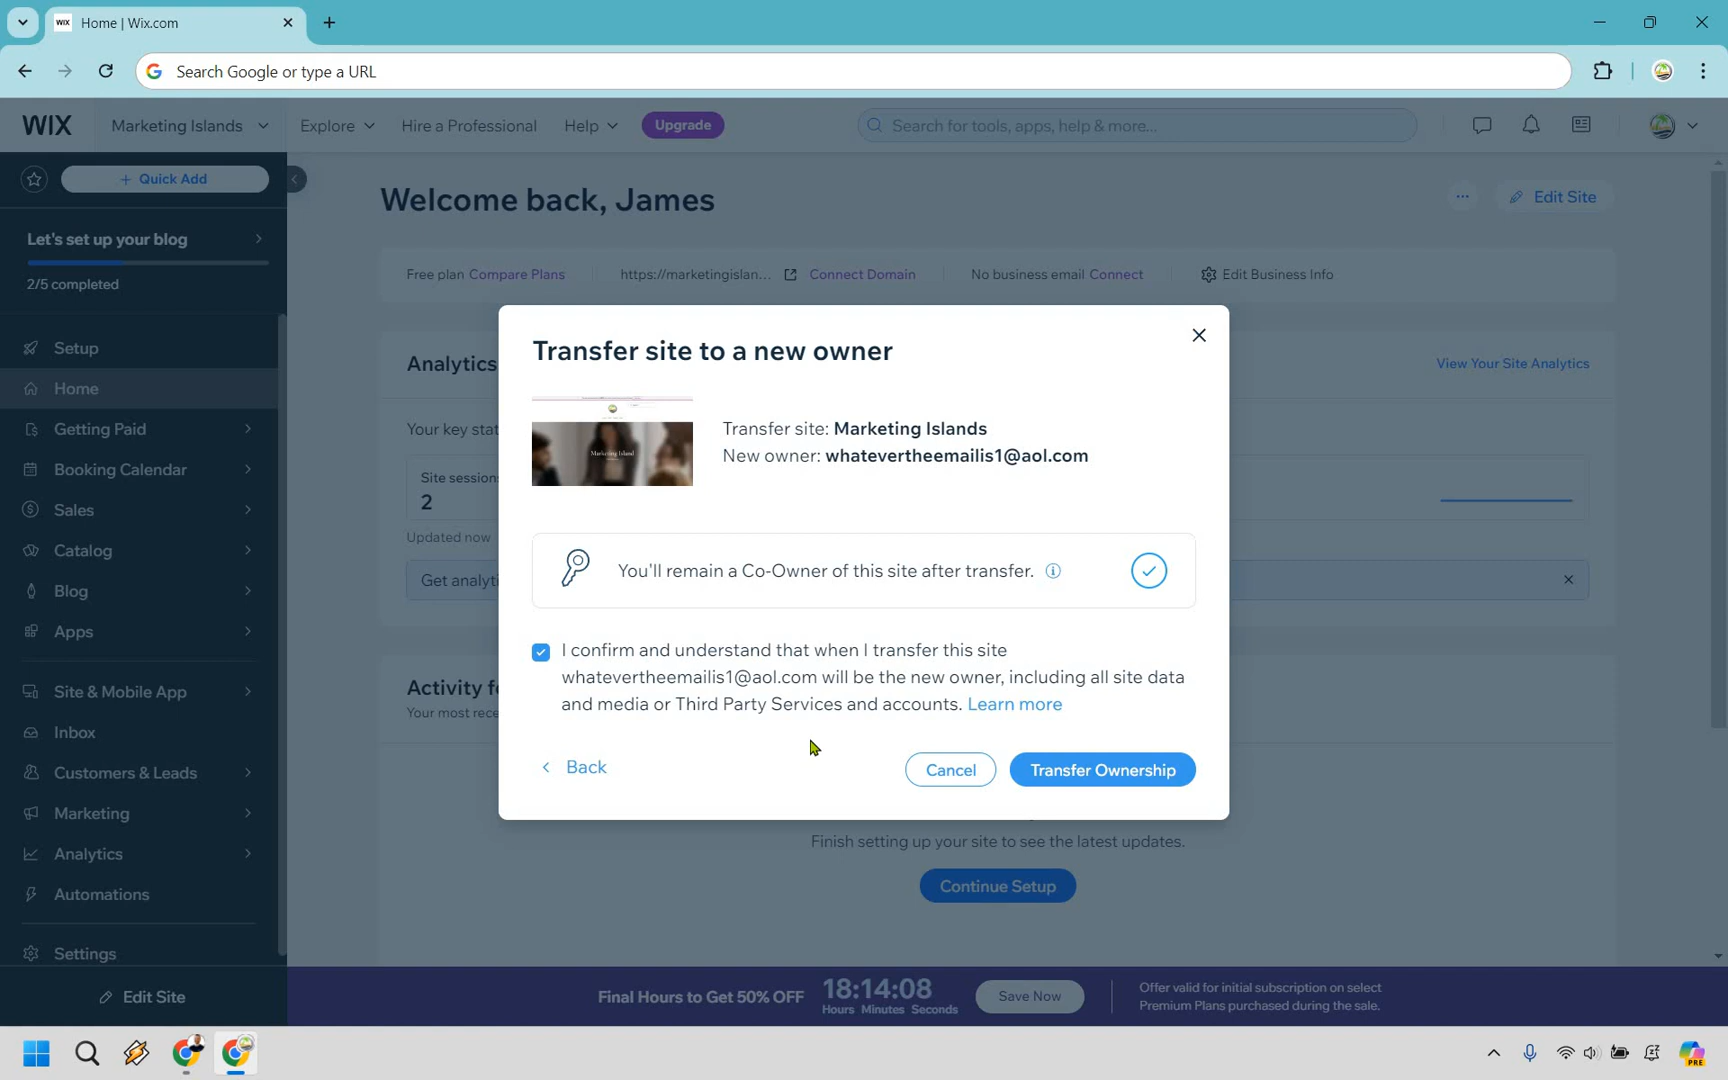 WIX Home | Wix.com
Search Google or type a URL
WIX Marketing Islands Explore Hire a Professional Help Upgrade Search for tools, apps, help & more...
Quick Add
Let's set up your blog
2/5 completed
Setup
Home
Getting Paid
Booking Calendar
Sales
Catalog
Blog
Apps
Site & Mobile App
Inbox
Customers & Leads
Marketing
Analytics
Automations
Settings
Edit Site
Welcome back, James
Edit Site
Free plan Compare Plans https://marketingislan... Connect Domain No business email Connect Edit Business Info
Analytics
View Your Site Analytics
Your key stat
Site session
2
Updated now
Get analyti
Activity fe
Your most rece
Transfer site to a new owner
Marketing Island
Transfer site: Marketing Islands
New owner: whatevertheemailis1@aol.com
You'll remain a Co-Owner of this site after transfer.
I confirm and understand that when I transfer this site
whatevertheemailis1@aol.com will be the new owner, including all site data
and media or Third Party Services and accounts. Learn more
Back Cancel Transfer Ownership
Finish setting up your site to see the latest updates.
Continue Setup
Final Hours to Get 50% OFF 18:14:08
Hours Minutes Seconds
Save Now
Offer valid for initial subscription on select
Premium Plans purchased during the sale.
PRE